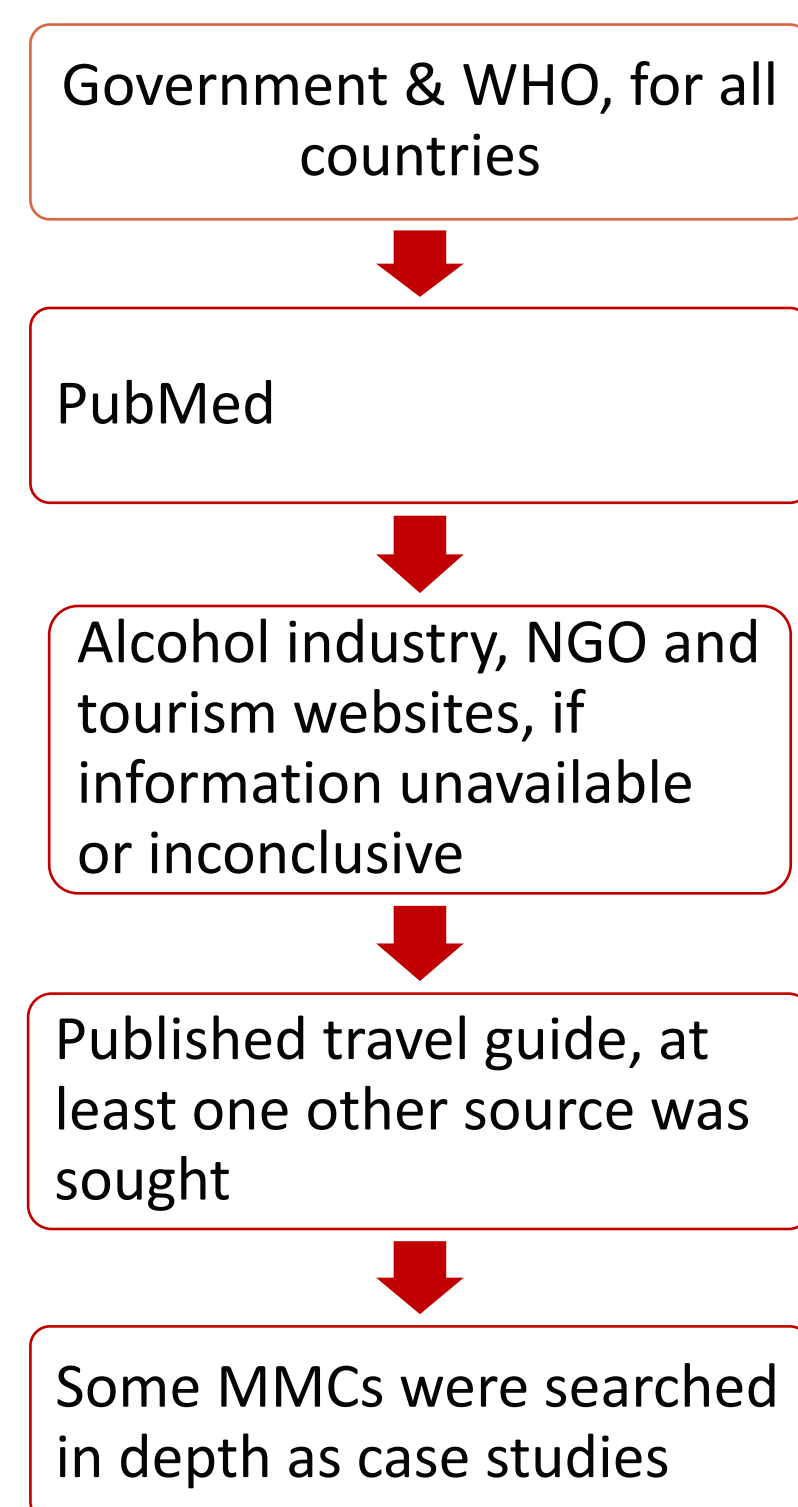 Government & WHO, for all
countries
PubMed
Alcohol industry, NGO and
tourism websites, if
information unavailable
or inconclusive
Published travel guide, at
least one other source was
sought
Some MMCs were searched
in depth as case studies